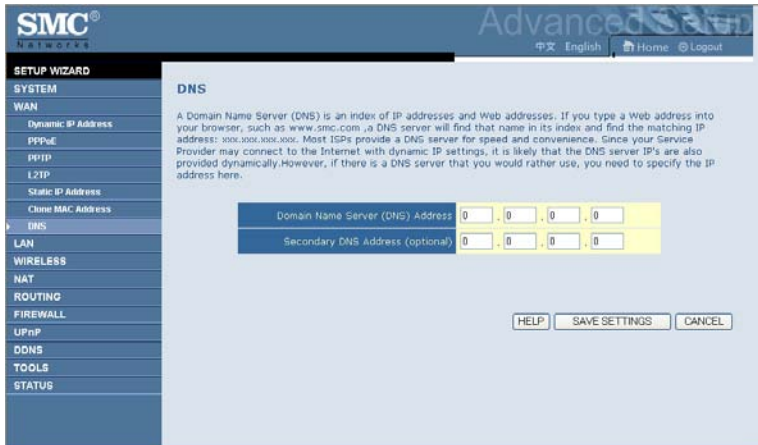 SMC®
Networks
Advanced Setup
中文 English Home Logout
SETUP WIZARD
SYSTEM
WAN
Dynamic IP Address
PPPoE
PPTP
L2TP
Static IP Address
Clone MAC Address
DNS
LAN
WIRELESS
NAT
ROUTING
FIREWALL
UPnP
DDNS
TOOLS
STATUS
DNS
A Domain Name Server (DNS) is an index of IP addresses and Web addresses. If you type a Web address into
your browser, such as www.smc.com ,a DNS server will find that name in its index and find the matching IP
address: xxx.xxx.xxx.xxx. Most ISPs provide a DNS server for speed and convenience. Since your Service
Provider may connect to the Internet with dynamic IP settings, it is likely that the DNS server IP's are also
provided dynamically.However, if there is a DNS server that you would rather use, you need to specify the IP
address here.
Domain Name Server (DNS) Address 0 . 0 . 0 . 0
Secondary DNS Address (optional) 0 . 0 . 0 . 0
HELP SAVE SETTINGS CANCEL